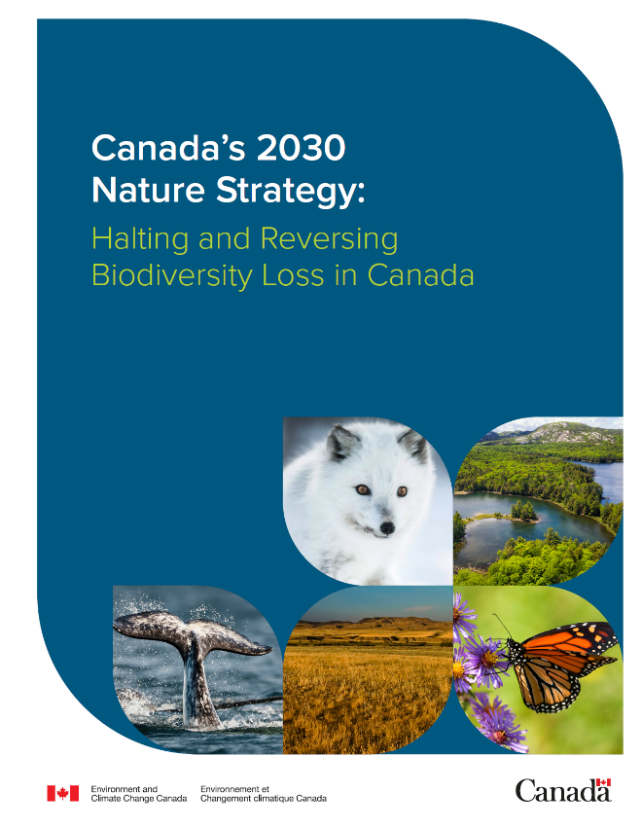 Canada’s 2030
Nature Strategy:
Halting and Reversing
Biodiversity Loss in Canada
Environment and
Climate Change Canada
Environnement et
Changement climatique Canada
Canada